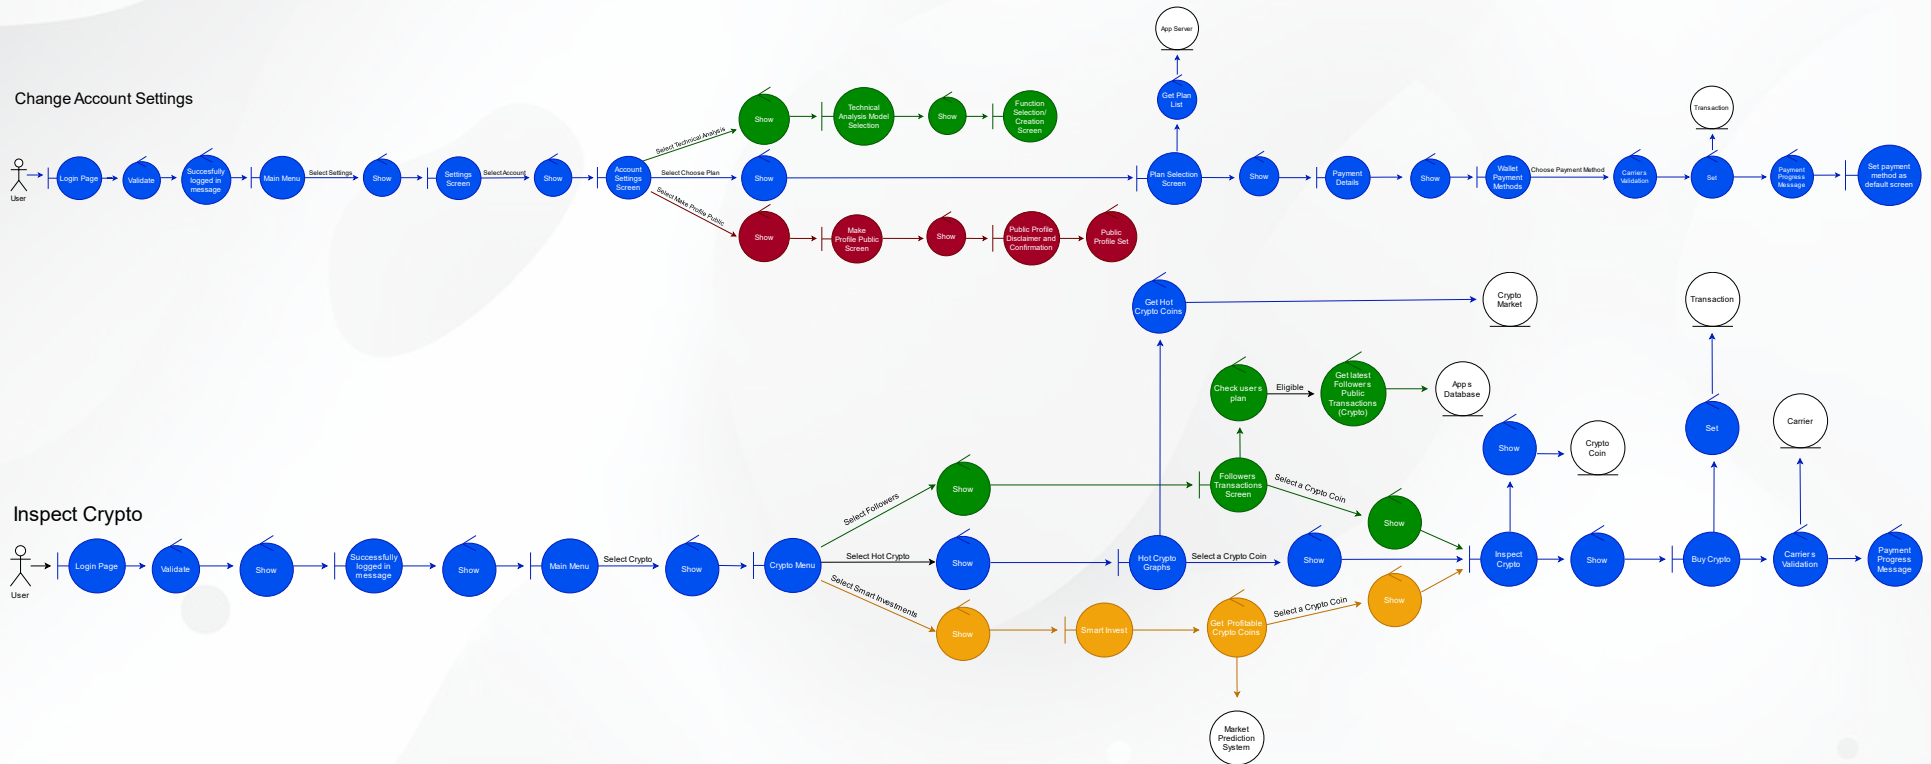 App Server
Change Account Settings
Get Plan
List
Transaction
Show
Technical
Analysis Model
Selection
Show
Function
Selection/
Creation
Screen
Select Technical Analysis
User
Login Page
Validate
Succesfully
logged in
message
Main Menu
Select Settings
Show
Settings
Screen
Select Account
Show
Account
Settings
Screen
Select Choose Plan
Show
Plan Selection
Screen
Show
Payment
Details
Show
Wallet
Payment
Methods
Choose Payment Method
Carriers
Validation
Set
Payment
Progress
Message
Set payment
method as
default screen
Select Make Profile Public
Show
Make
Profile Public
Screen
Show
Public Profile
Disclaimer and
Confirmation
Public
Profile Set
Get Hot
Crypto Coins
Crypto
Market
Transaction
Check users
plan
Eligible
Get latest
Followers
Public
Transactions
(Crypto)
Apps
Database
Show
Crypto
Coin
Set
Carrier
Inspect Crypto
Select Followers
Show
Followers
Transactions
Screen
Select a Crypto Coin
Show
User
Login Page
Validate
Show
Successfully
logged in
message
Show
Main Menu
Select Crypto
Show
Crypto Menu
Select Hot Crypto
Show
Hot Crypto
Graphs
Select a Crypto Coin
Show
Inspect
Crypto
Show
Buy Crypto
Carriers
Validation
Payment
Progress
Message
Select Smart Investments
Show
Smart Invest
Get Profitable
Crypto Coins
Select a Crypto Coin
Show
Market
Prediction
System